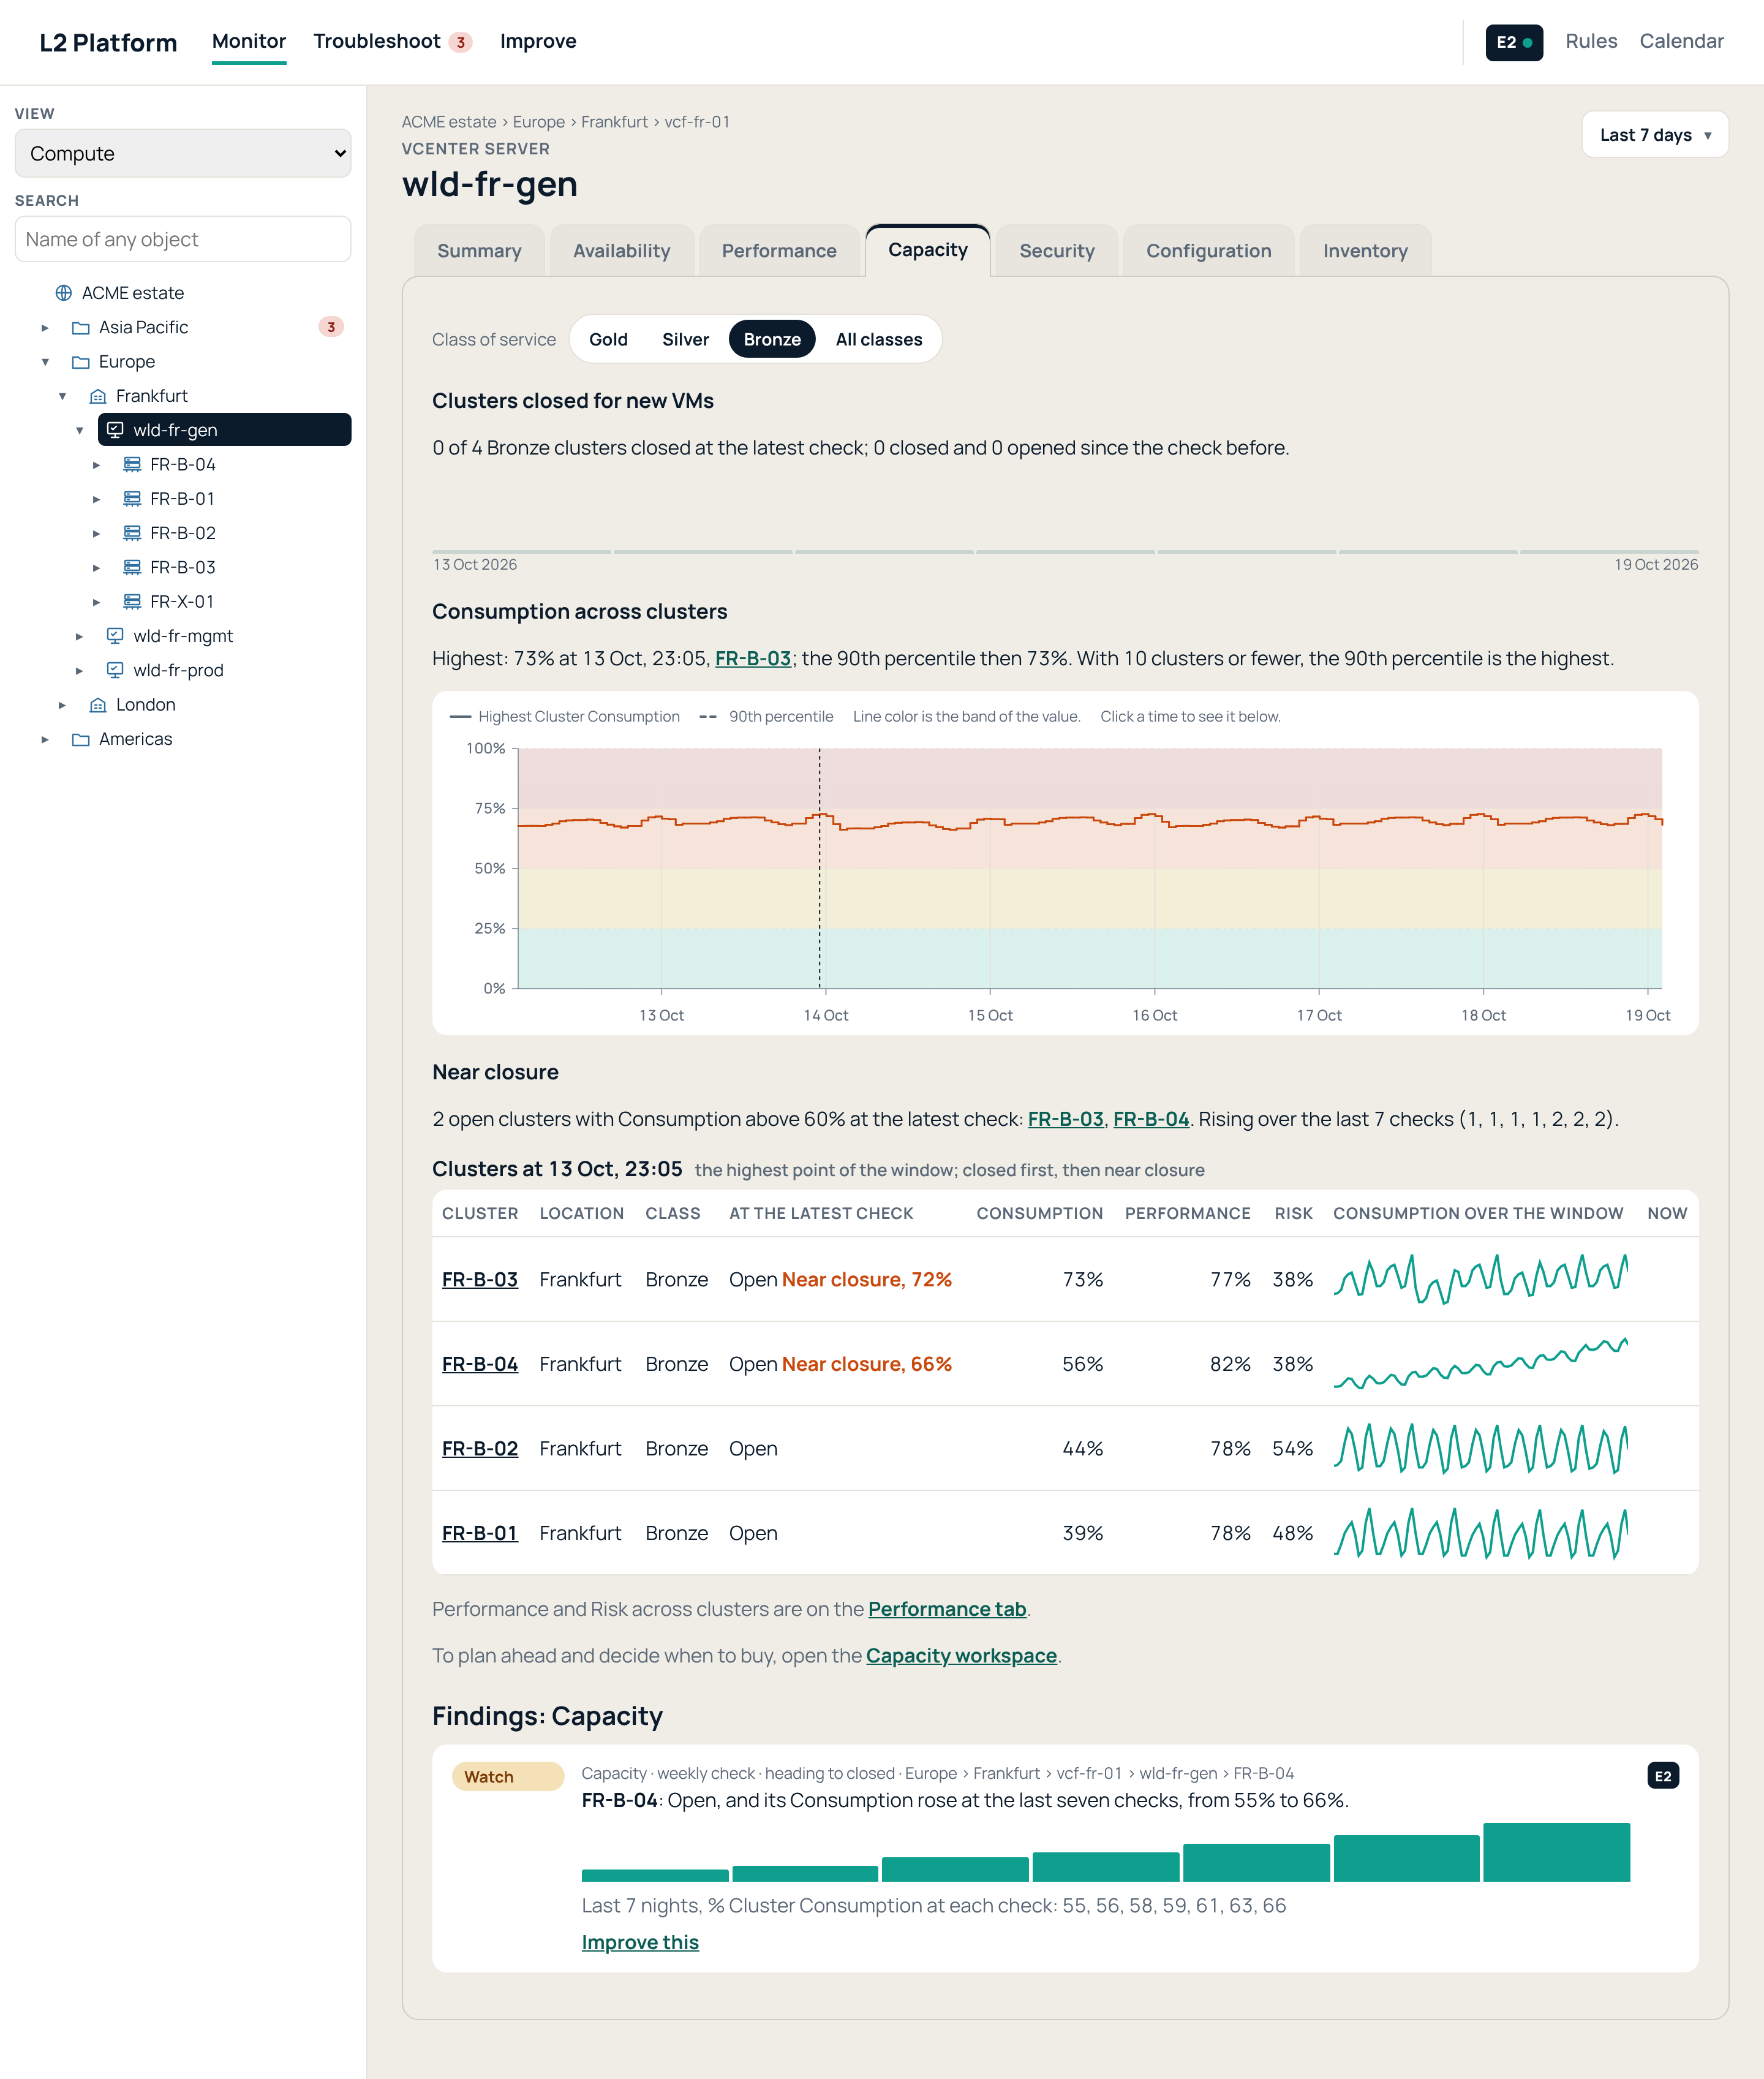 L2 Platform Monitor Troubleshoot 3 Improve E2 Rules Calendar
VIEW
Compute
SEARCH
Name of any object
ACME estate
Asia Pacific 3
Europe
Frankfurt
wld-fr-gen
FR-B-04
FR-B-01
FR-B-02
FR-B-03
FR-X-01
wld-fr-mgmt
wld-fr-prod
London
Americas
ACME estate › Europe › Frankfurt › vcf-fr-01
VCENTER SERVER
wld-fr-gen
Last 7 days ▾
Summary Availability Performance Capacity Security Configuration Inventory
Class of service Gold Silver Bronze All classes
Clusters closed for new VMs
0 of 4 Bronze clusters closed at the latest check; 0 closed and 0 opened since the check before.
13 Oct 2026 19 Oct 2026
Consumption across clusters
Highest: 73% at 13 Oct, 23:05, FR-B-03; the 90th percentile then 73%. With 10 clusters or fewer, the 90th percentile is the highest.
Highest Cluster Consumption 90th percentile Line color is the band of the value. Click a time to see it below.
100%
75%
50%
25%
0%
13 Oct 14 Oct 15 Oct 16 Oct 17 Oct 18 Oct 19 Oct
Near closure
2 open clusters with Consumption above 60% at the latest check: FR-B-03, FR-B-04. Rising over the last 7 checks (1, 1, 1, 1, 2, 2, 2).
Clusters at 13 Oct, 23:05 the highest point of the window; closed first, then near closure
CLUSTER LOCATION CLASS AT THE LATEST CHECK CONSUMPTION PERFORMANCE RISK CONSUMPTION OVER THE WINDOW NOW
FR-B-03 Frankfurt Bronze Open Near closure, 72% 73% 77% 38%
FR-B-04 Frankfurt Bronze Open Near closure, 66% 56% 82% 38%
FR-B-02 Frankfurt Bronze Open 44% 78% 54%
FR-B-01 Frankfurt Bronze Open 39% 78% 48%
Performance and Risk across clusters are on the Performance tab.
To plan ahead and decide when to buy, open the Capacity workspace.
Findings: Capacity
Watch Capacity · weekly check · heading to closed · Europe › Frankfurt › vcf-fr-01 › wld-fr-gen › FR-B-04 E2
FR-B-04: Open, and its Consumption rose at the last seven checks, from 55% to 66%.
Last 7 nights, % Cluster Consumption at each check: 55, 56, 58, 59, 61, 63, 66
Improve this